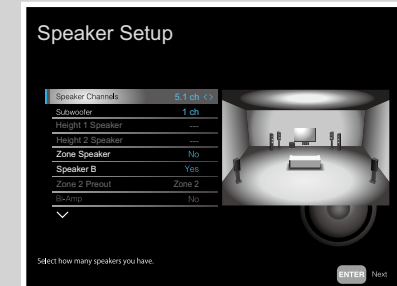 Speaker Setup
Speaker Channels 5.1 ch <>
Subwoofer 1 ch
Height 1 Speaker ---
Height 2 Speaker ---
Zone Speaker No
Speaker B Yes
Zone 2 Preout Zone 2
Bi-Amp No
Select how many speakers you have.
ENTER Next